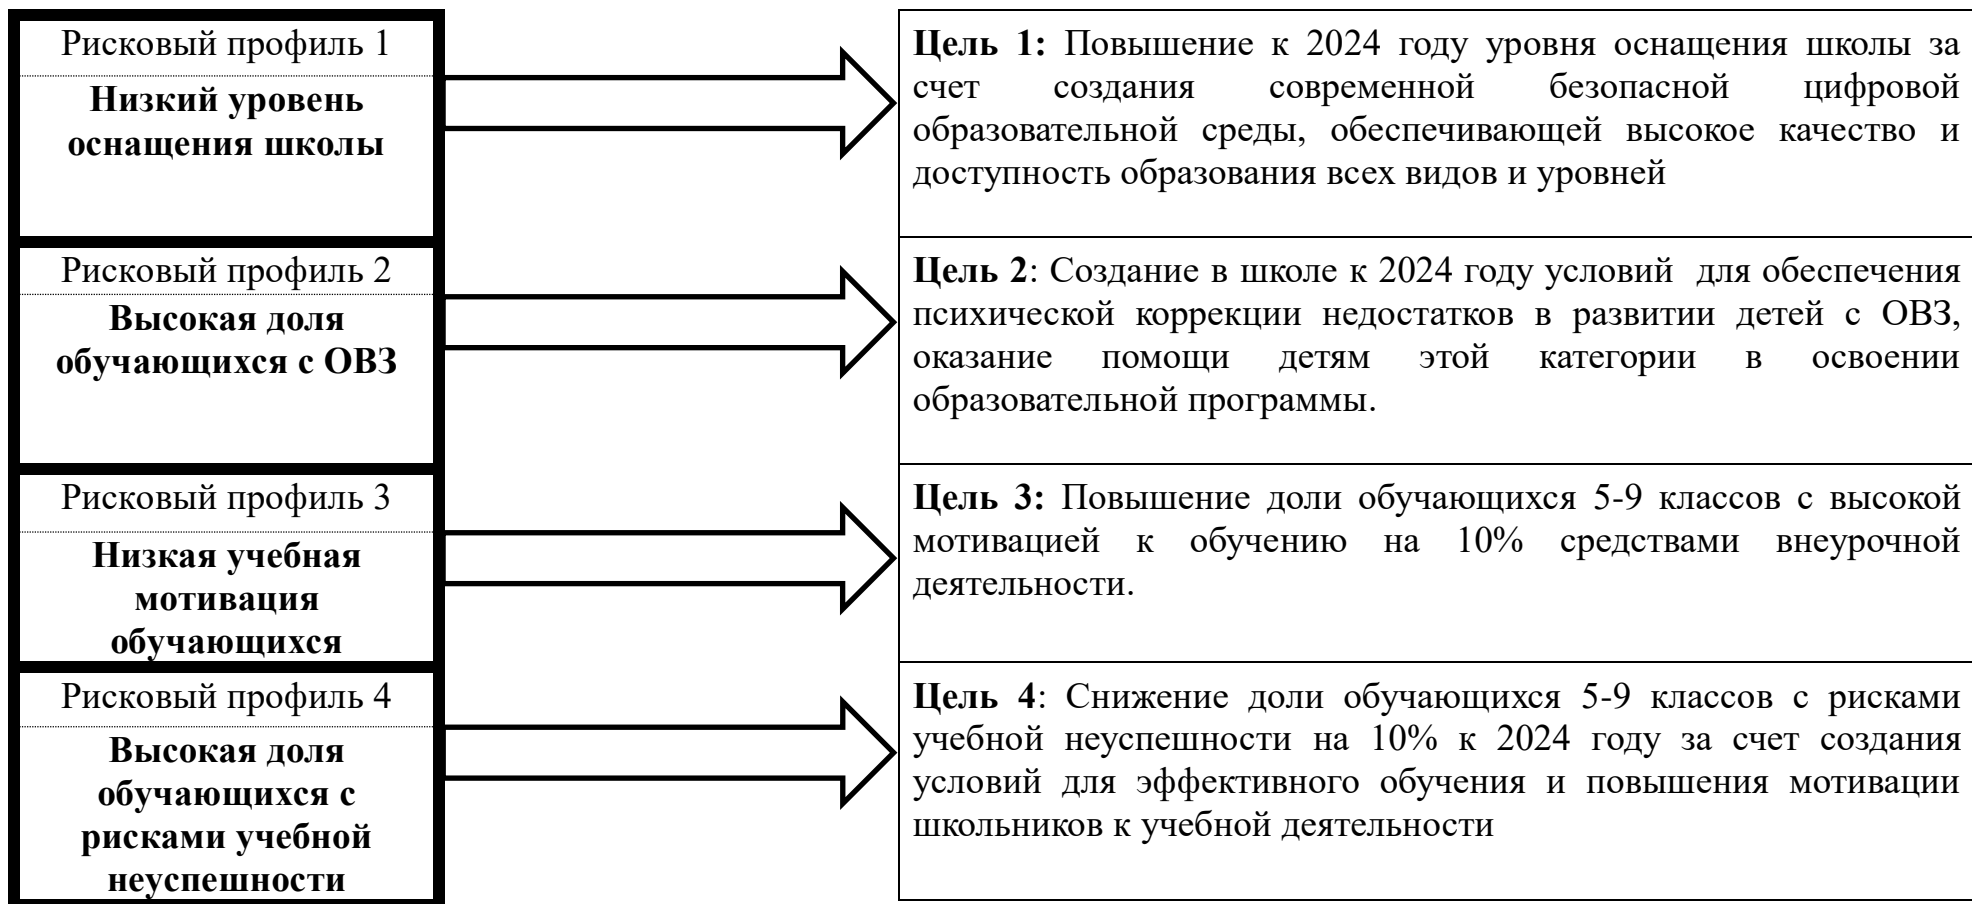 Рисковый профиль 1
Низкий уровень
оснащения школы
Цель 1: Повышение к 2024 году уровня оснащения школы за
счет создания современной безопасной цифровой
образовательной среды, обеспечивающей высокое качество и
доступность образования всех видов и уровней
Рисковый профиль 2
Высокая доля
обучающихся с ОВЗ
Цель 2: Создание в школе к 2024 году условий для обеспечения
психической коррекции недостатков в развитии детей с ОВЗ,
оказание помощи детям этой категории в освоении
образовательной программы.
Рисковый профиль 3
Низкая учебная
мотивация
обучающихся
Цель 3: Повышение доли обучающихся 5-9 классов с высокой
мотивацией к обучению на 10% средствами внеурочной
деятельности.
Рисковый профиль 4
Высокая доля
обучающихся с
рисками учебной
неуспешности
Цель 4: Снижение доли обучающихся 5-9 классов с рисками
учебной неуспешности на 10% к 2024 году за счет создания
условий для эффективного обучения и повышения мотивации
школьников к учебной деятельности